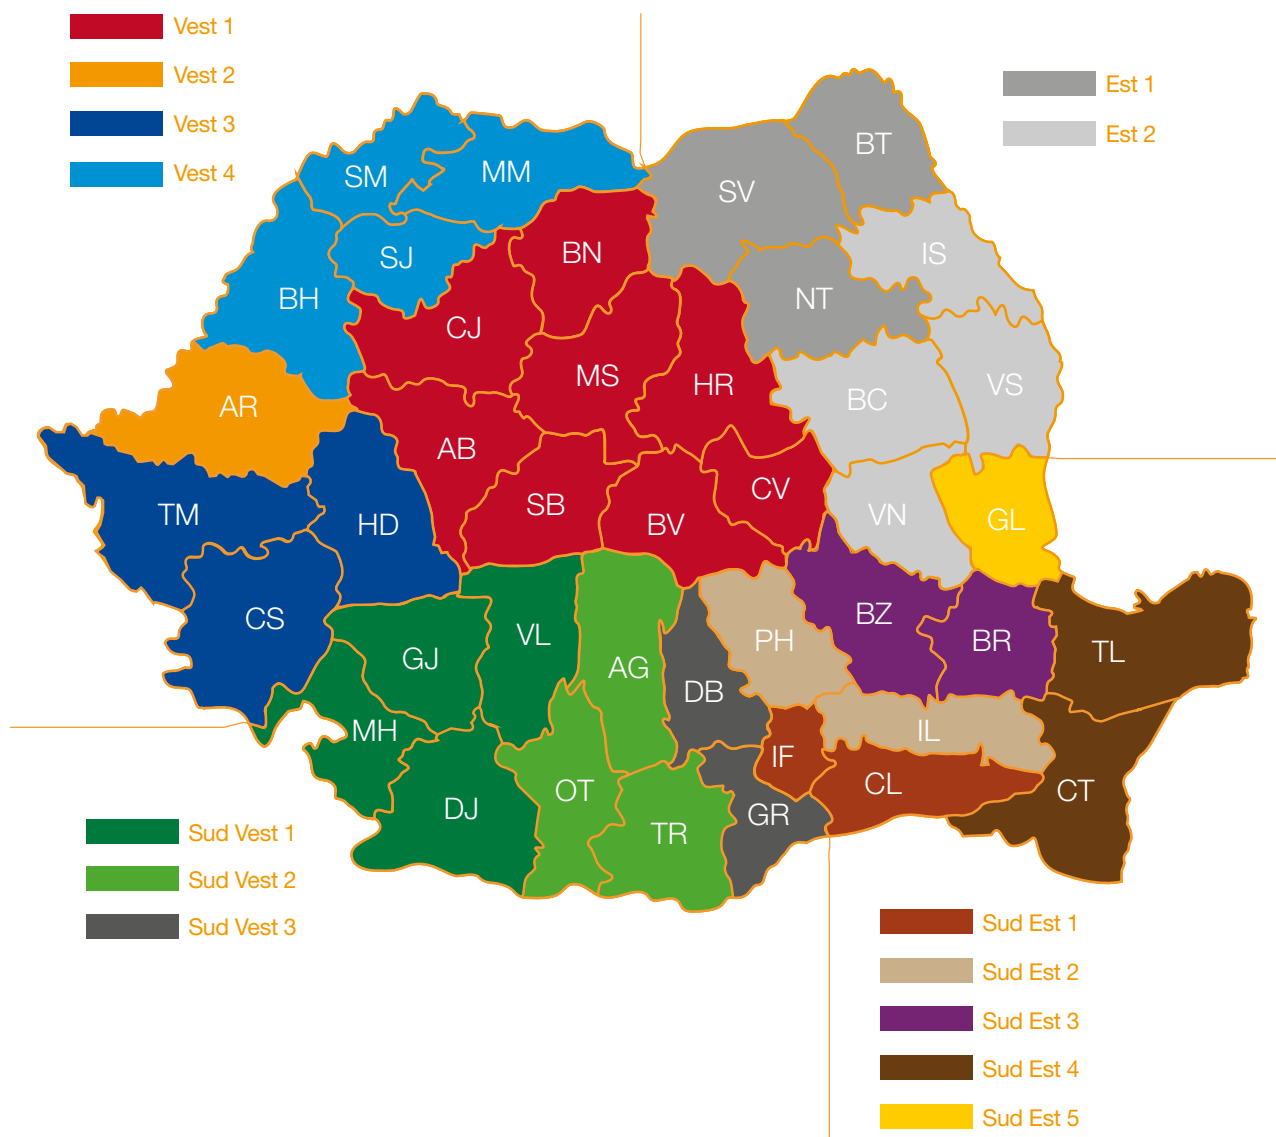 Vest 1
Vest 2
Vest 3
Vest 4
Est 1
Est 2
BT
SM
MM
SV
BN
IS
SJ
BH
NT
CJ
MS
HR
VS
BC
AR
AB
CV
SB
TM
HD
BV
VN
GL
CS
BZ
VL
PH
BR
GJ
TL
AG
DB
MH
IL
IF
OT
CL
CT
DJ
GR
TR
Sud Vest 1
Sud Vest 2
Sud Vest 3
Sud Est 1
Sud Est 2
Sud Est 3
Sud Est 4
Sud Est 5